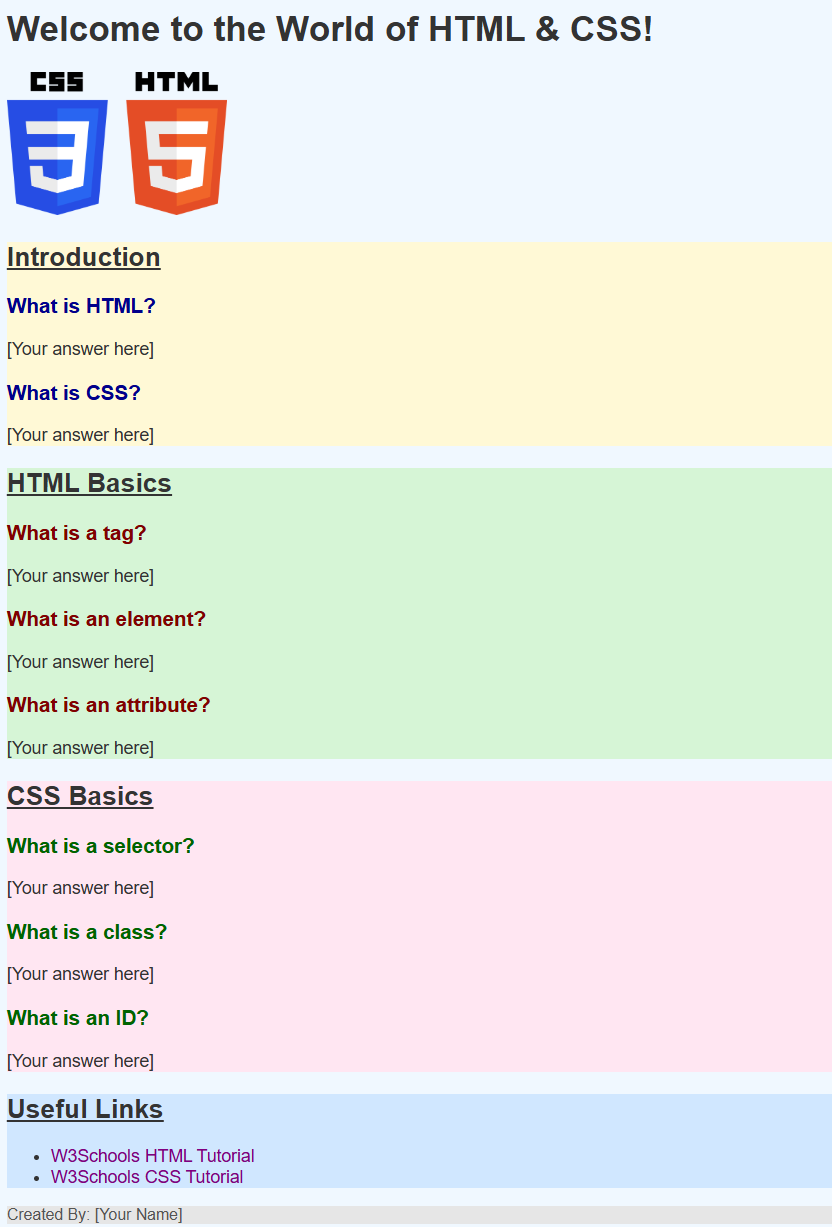 Welcome to the World of HTML & CSS!
CSS HTML
3 5
Introduction
What is HTML?
[Your answer here]
What is CSS?
[Your answer here]
HTML Basics
What is a tag?
[Your answer here]
What is an element?
[Your answer here]
What is an attribute?
[Your answer here]
CSS Basics
What is a selector?
[Your answer here]
What is a class?
[Your answer here]
What is an ID?
[Your answer here]
Useful Links
• W3Schools HTML Tutorial
• W3Schools CSS Tutorial
Created By: [Your Name]